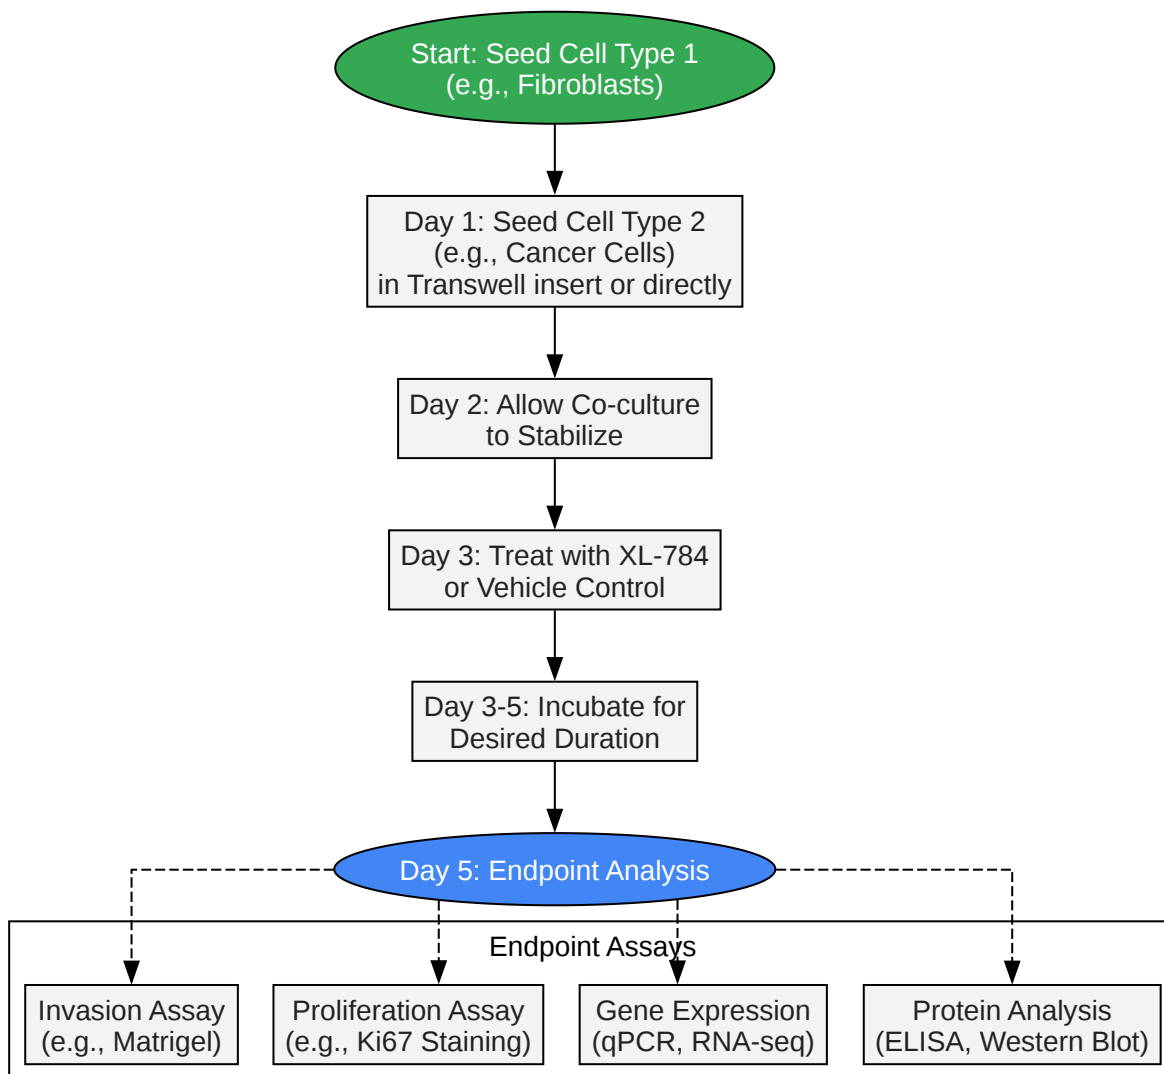 Start: Seed Cell Type 1
(e.g., Fibroblasts)
Day 1: Seed Cell Type 2
(e.g., Cancer Cells)
in Transwell insert or directly
Day 2: Allow Co-culture
to Stabilize
Day 3: Treat with XL-784
or Vehicle Control
Day 3-5: Incubate for
Desired Duration
Day 5: Endpoint Analysis
Endpoint Assays
Invasion Assay
(e.g., Matrigel)
Proliferation Assay
(e.g., Ki67 Staining)
Gene Expression
(qPCR, RNA-seq)
Protein Analysis
(ELISA, Western Blot)